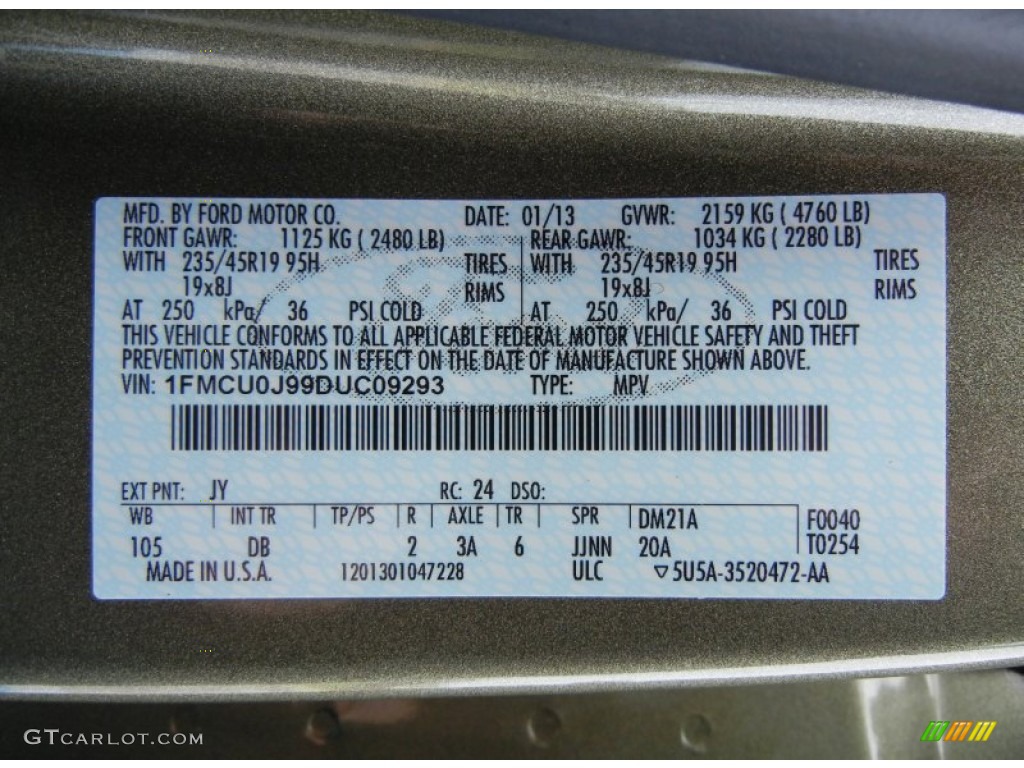 MFD. BY FORD MOTOR CO. DATE: 01/13 GVWR: 2159 KG ( 4760 LB)
FRONT GAWR: 1125 KG ( 2480 LB) REAR GAWR: 1034 KG ( 2280 LB)
WITH 235/45R19 95H TIRES WITH 235/45R19 95H TIRES
19x8J RIMS 19x8J RIMS
AT 250 kPa/ 36 PSI COLD AT 250 kPa/ 36 PSI COLD
THIS VEHICLE CONFORMS TO ALL APPLICABLE FEDERAL MOTOR VEHICLE SAFETY AND THEFT
PREVENTION STANDARDS IN EFFECT ON THE DATE OF MANUFACTURE SHOWN ABOVE.
VIN: 1FMCU0J99DUC09293 TYPE: MPV
EXT PNT: JY RC: 24 DSO:
WB INT TR TP/PS R AXLE TR SPR DM21A F0040
105 DB 2 3A 6 JJNN 20A T0254
MADE IN U.S.A. 1201301047228 ULC ▽5U5A-3520472-AA
GTCARLOT.COM